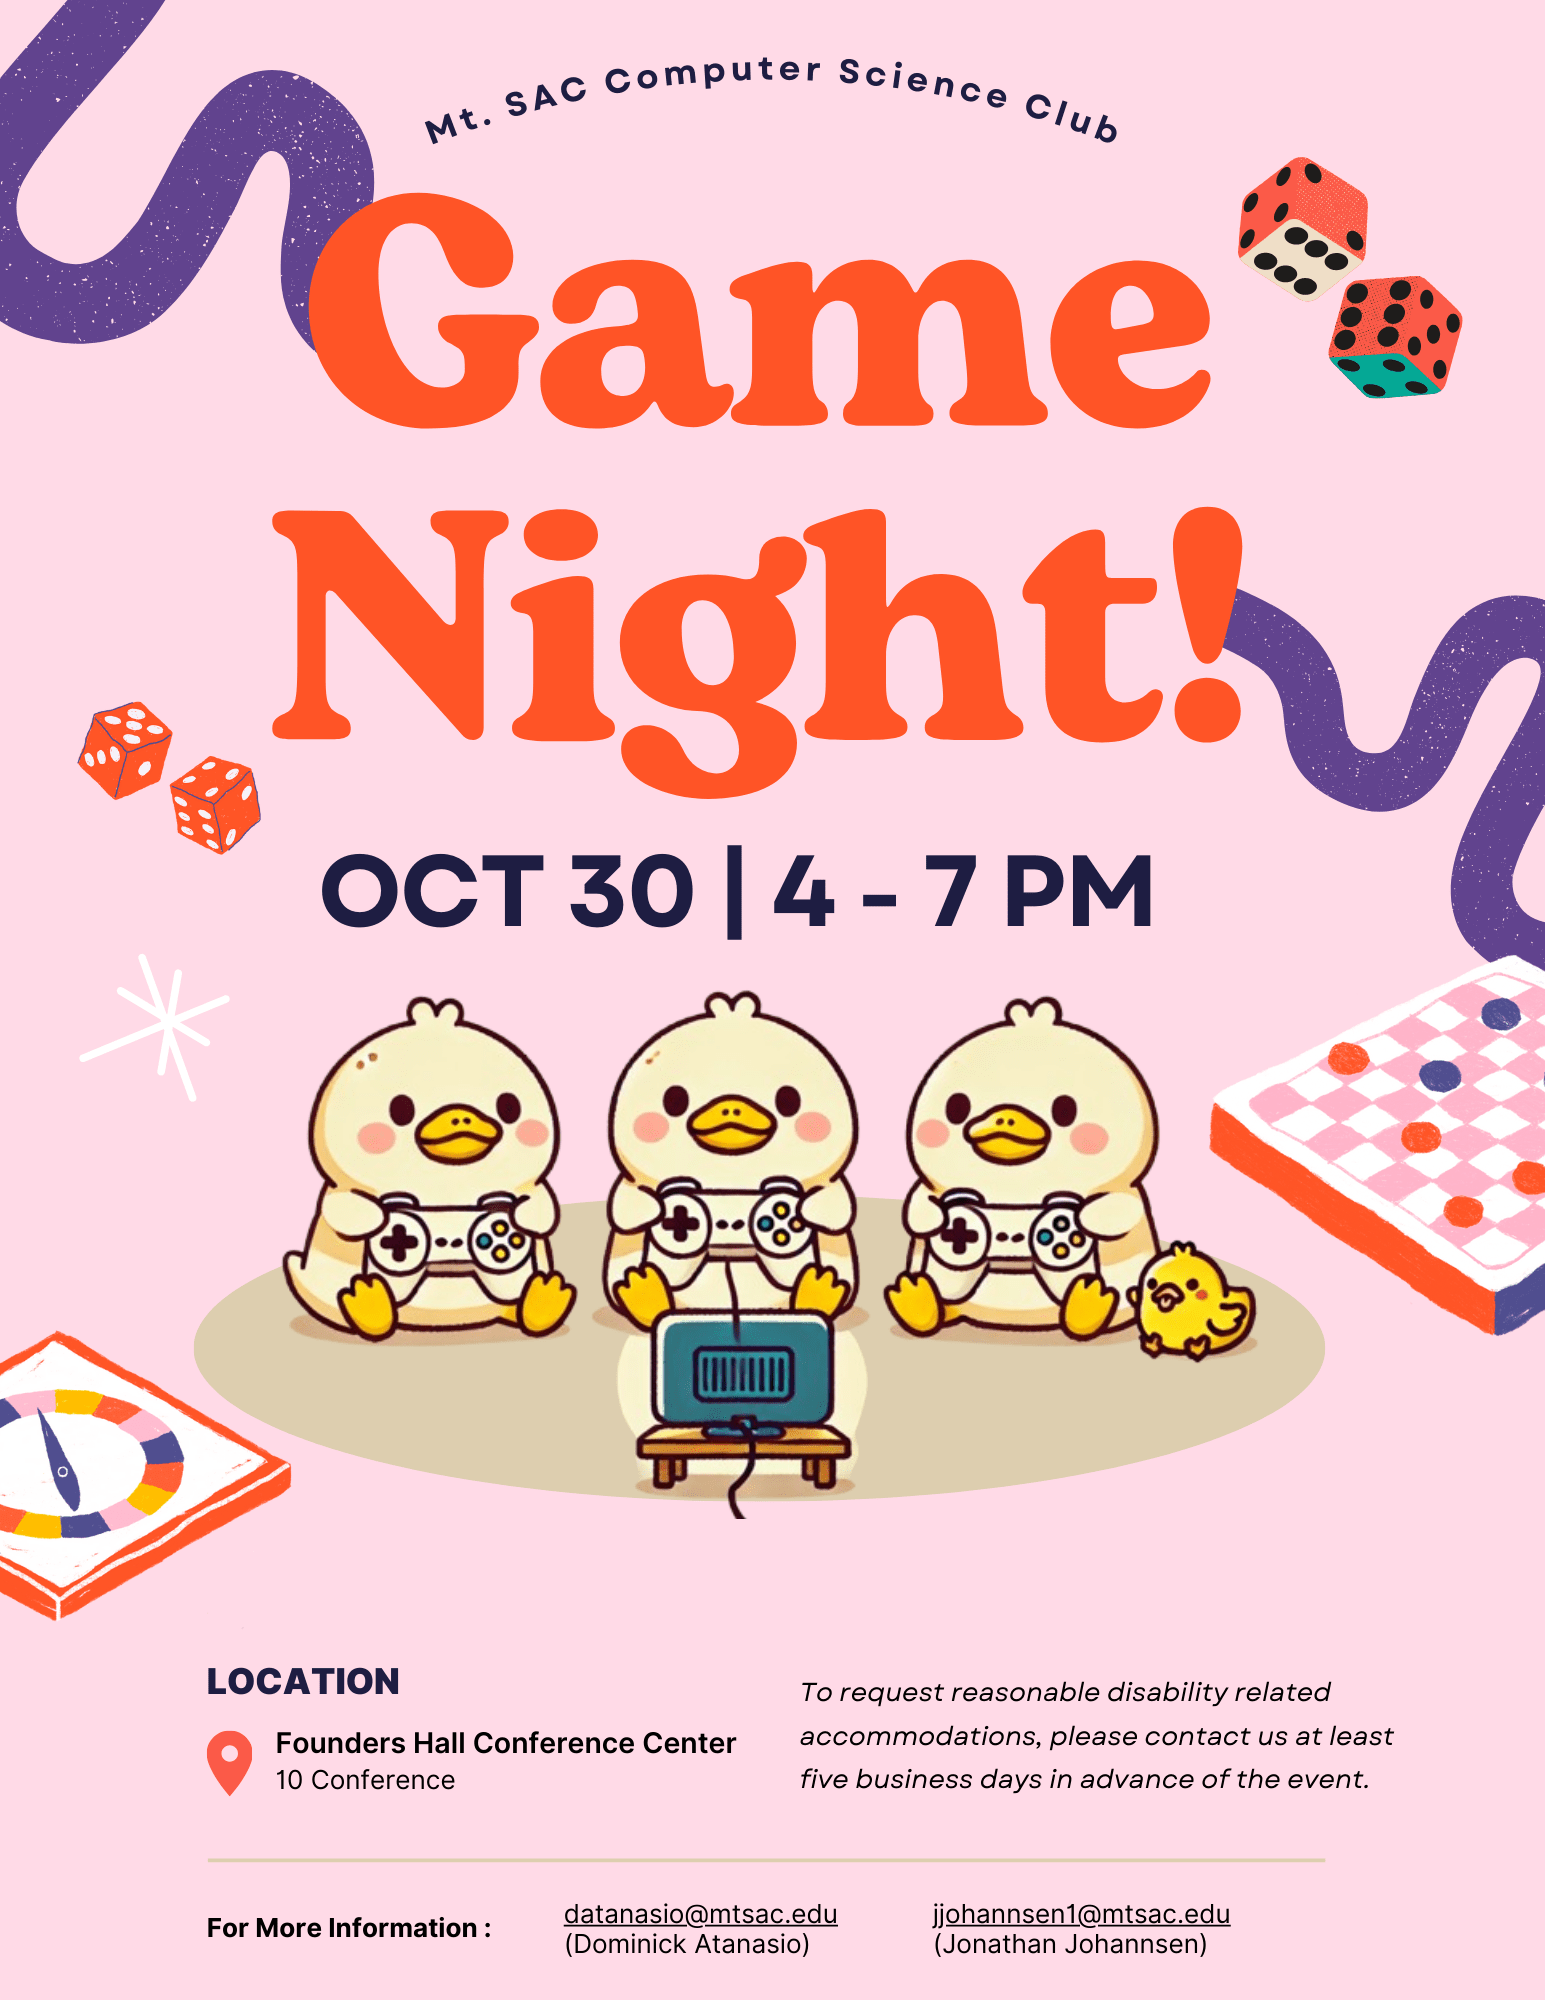 Mt. SAC Computer Science Club
Game
Night!
OCT 30 | 4 - 7 PM
LOCATION
Founders Hall Conference Center
10 Conference
To request reasonable disability related
accommodations, please contact us at least
five business days in advance of the event.
For More Information :
datanasio@mtsac.edu
(Dominick Atanasio)
jjohannsen1@mtsac.edu
(Jonathan Johannsen)